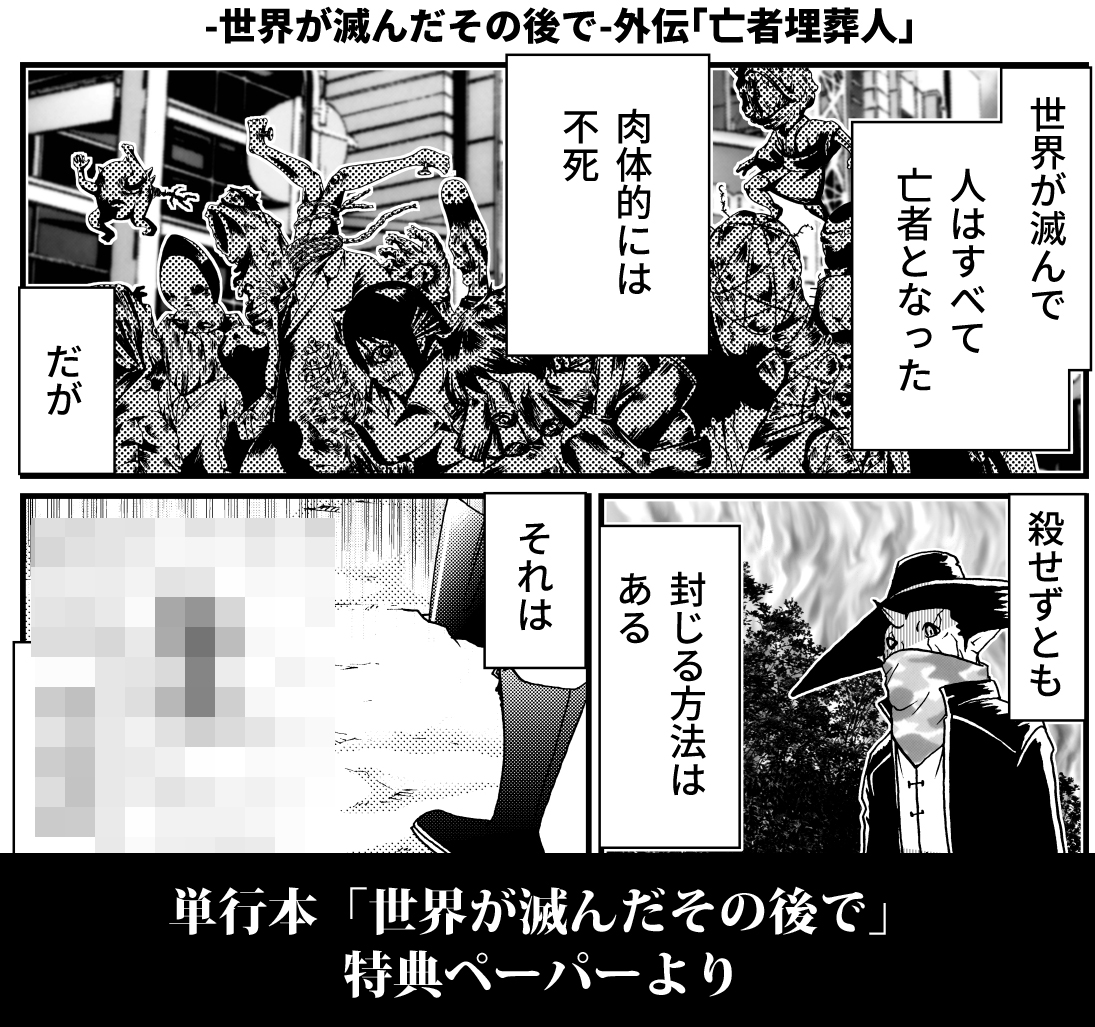 -世界が滅んだその後で-外伝「亡者埋葬人」
世界が滅んで
人はすべて
亡者となった
肉体的には
不死
だが
殺せずとも
封じる方法は
ある
それは
単行本「世界が滅んだその後で」
特典ペーパーより